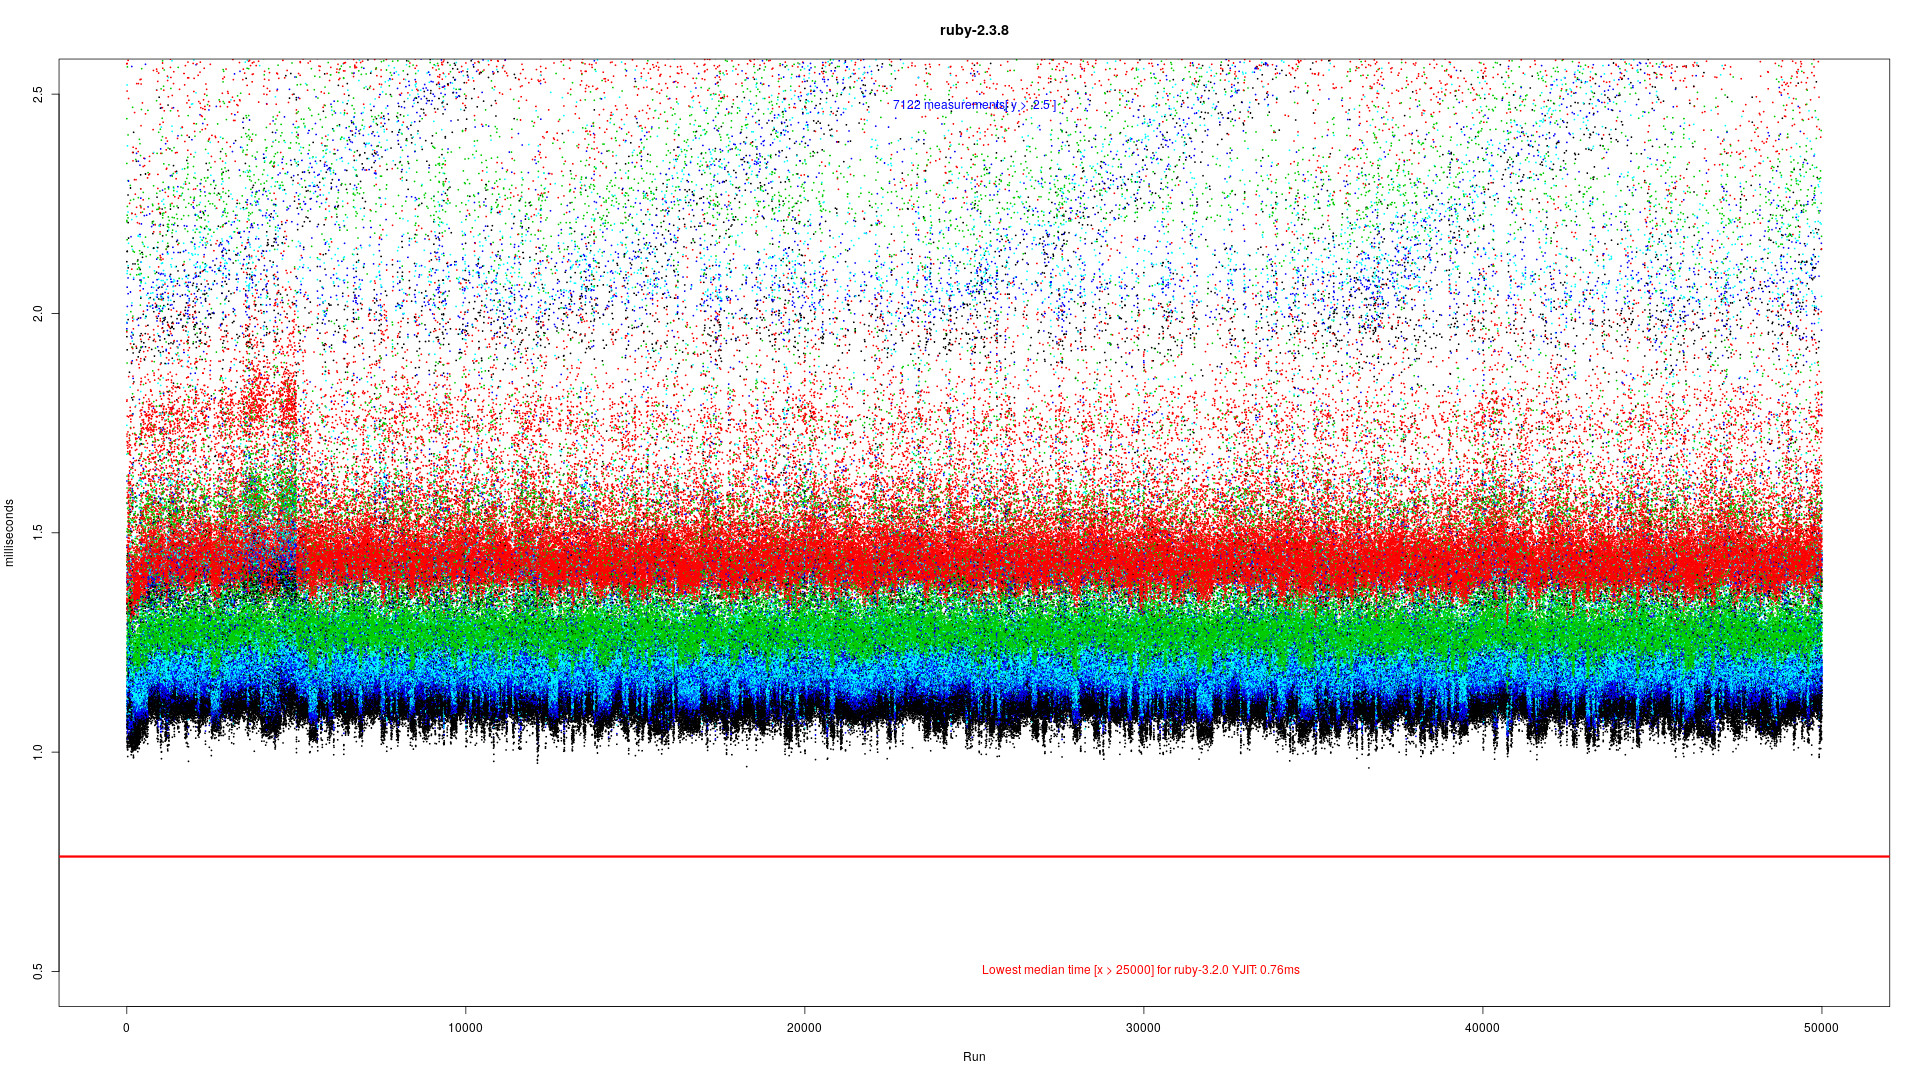 ruby-2.3.8
7122 measurements[ y > 2.5 ]
milliseconds
2.5
2.0
1.5
1.0
0.5
Lowest median time [x > 25000] for ruby-3.2.0 YJIT: 0.76ms
0 10000 20000 30000 40000 50000
Run